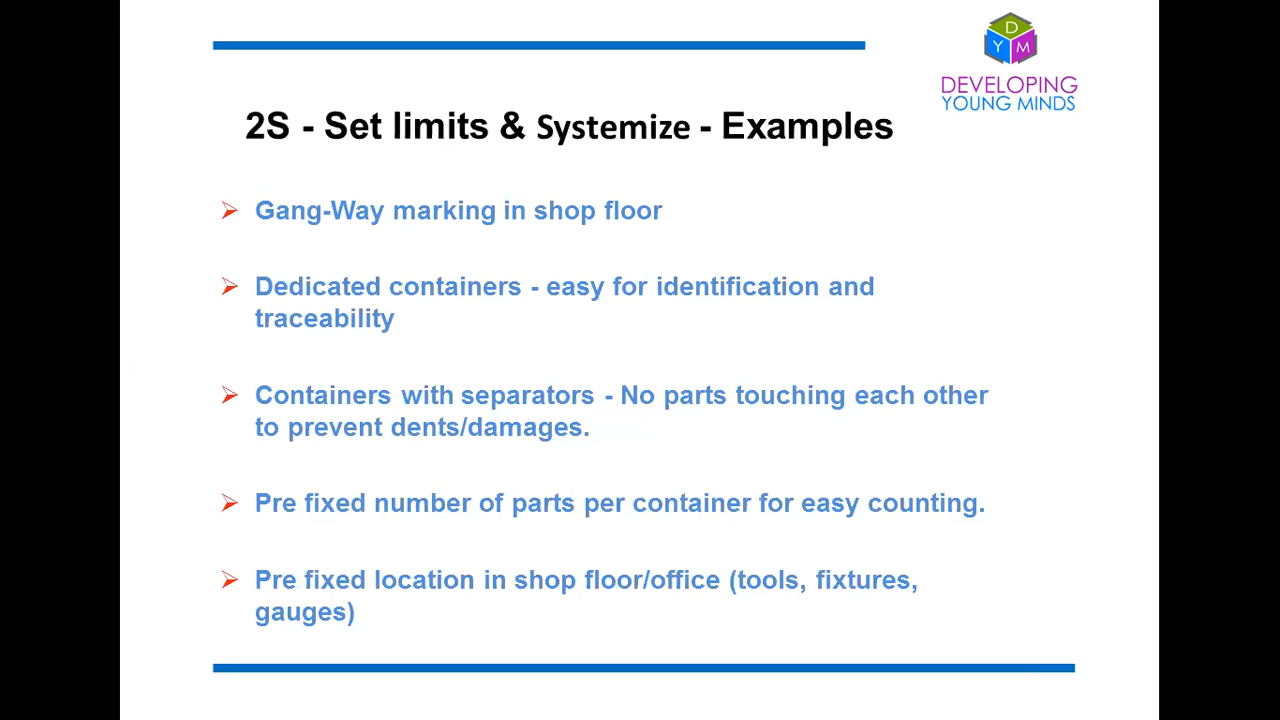 D
Y M
DEVELOPING
YOUNG MINDS
2S - Set limits & Systemize - Examples
Gang-Way marking in shop floor
Dedicated containers - easy for identification and
traceability
Containers with separators - No parts touching each other
to prevent dents/damages.
Pre fixed number of parts per container for easy counting.
Pre fixed location in shop floor/office (tools, fixtures,
gauges)